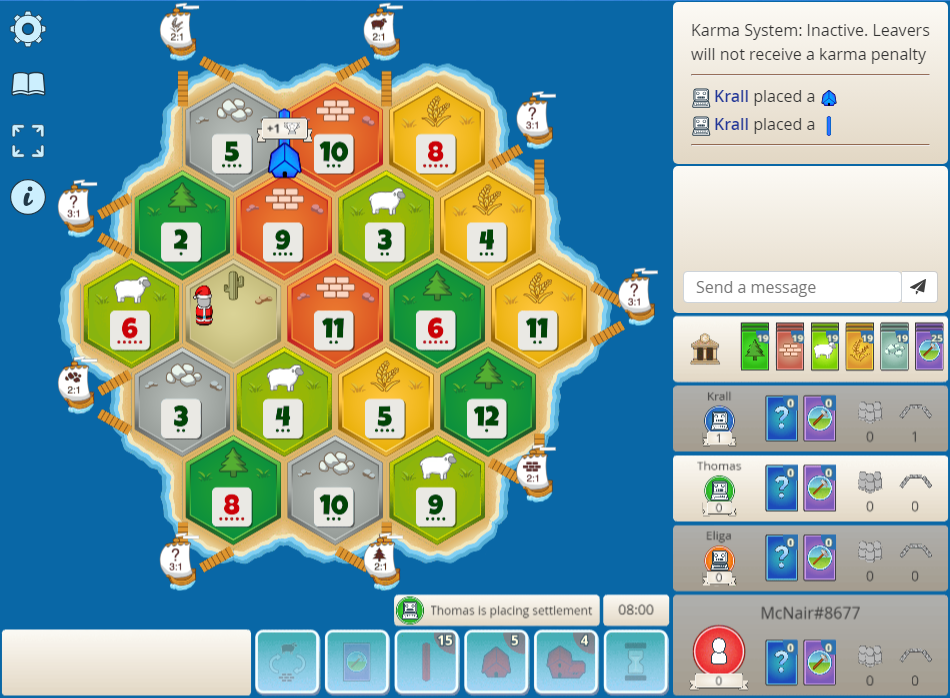 Karma System: Inactive. Leavers
will not receive a karma penalty
Krall placed a
Krall placed a
Send a message
19 19 19 19 19 25
Krall
1
0 0 0 1
Thomas
0
0 0 0 0
Eliga
0
0 0 0 0
McNair#8677
0
0 0 0 0
2:1
2:1
? 3:1
? 3:1
? 3:1
2:1
2:1
? 3:1
2:1
+1
5 10 8
2 9 3 4
6 11 6 11
3 4 5 12
8 10 9
i
Thomas is placing settlement 08:00
15 5 4